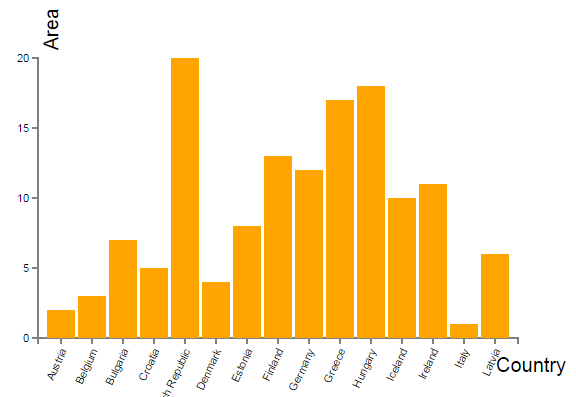 Area
20
15
10
5
0
Austria
Belgium
Bulgaria
Croatia
h Republic
Denmark
Estonia
Finland
Germany
Greece
Hungary
Iceland
Ireland
Italy
Latvia
Country